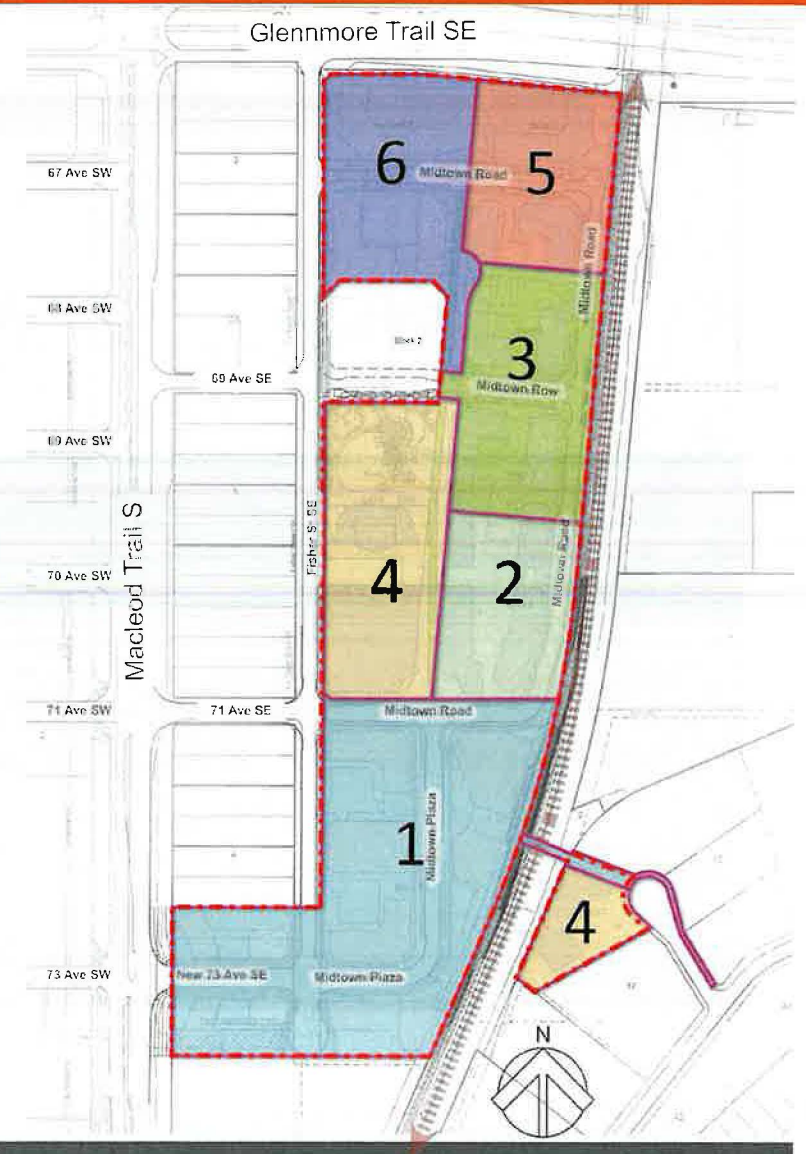 Glennmore Trail SE
6
Midtown Road
5
67 Ave SW
Midtown Road
68 Ave SW
Block 2
3
69 Ave SE
Midtown Row
69 Ave SW
Macleod Trail S
Fisher St SE
70 Ave SW
4
2
Midtown Road
71 Ave SW
71 Ave SE
Midtown Road
1
Midtown Plaza
4
73 Ave SW
New 73 Ave SE
Midtown Plaza
N